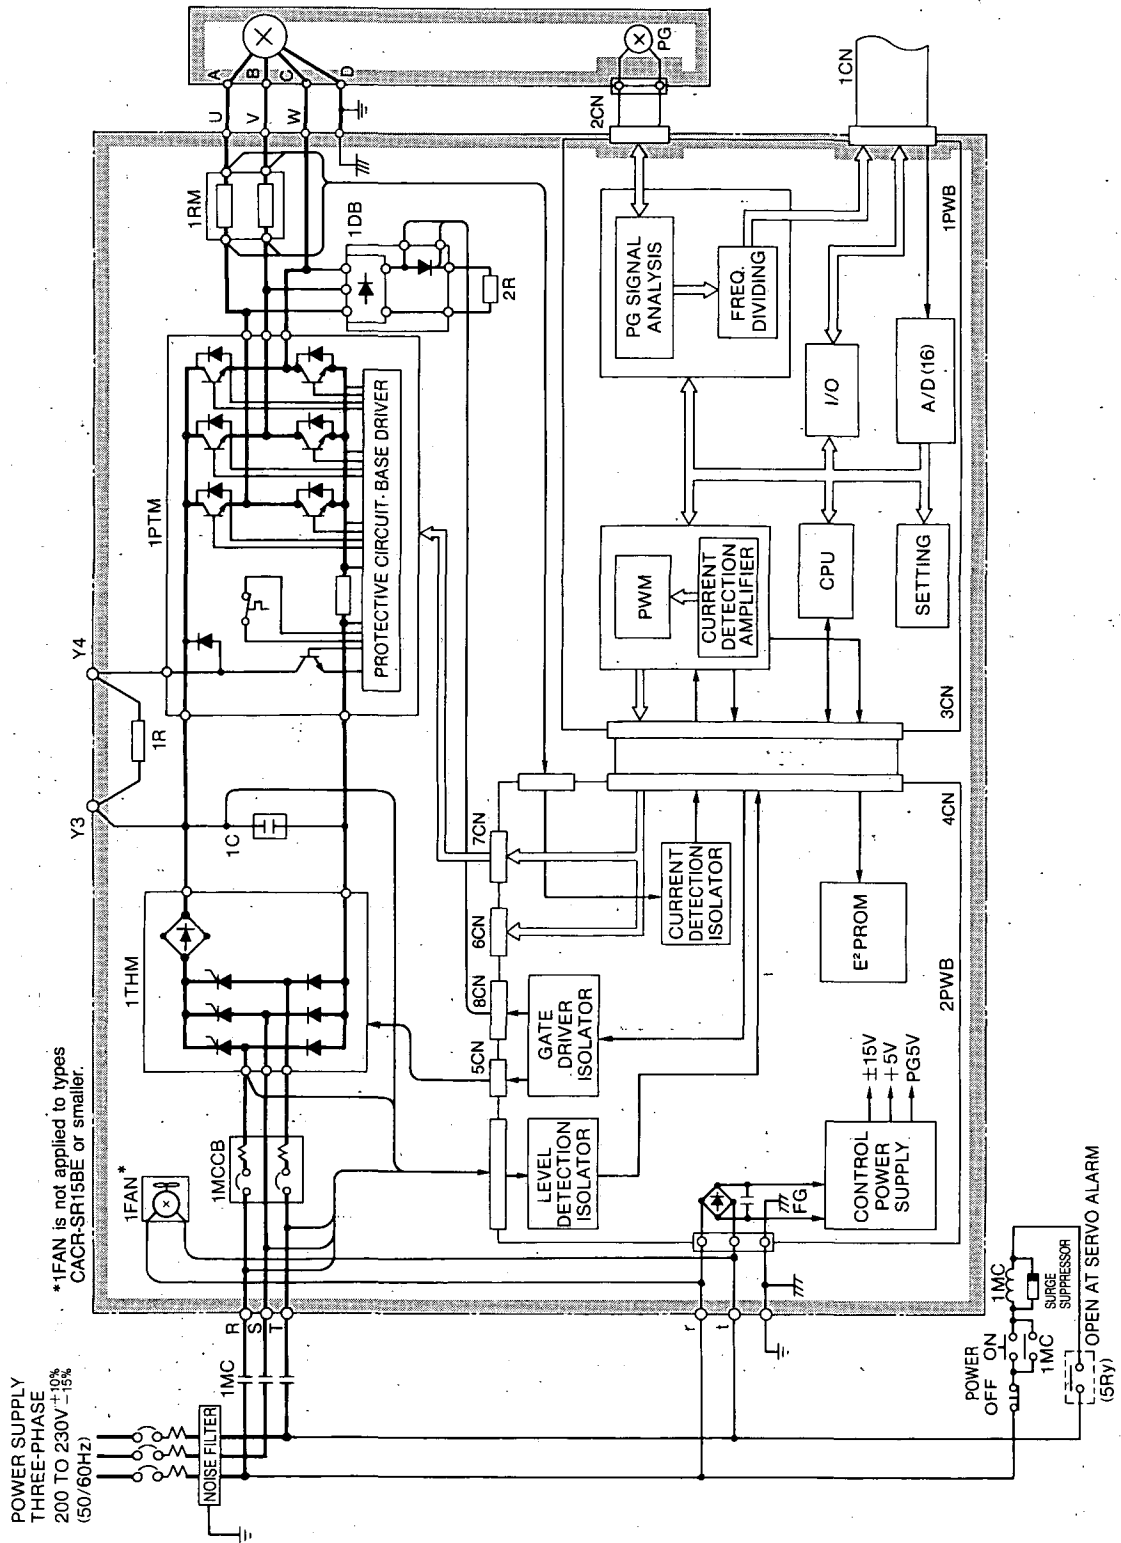 POWER SUPPLY
THREE-PHASE
200 TO 230V +10% -15%
(50/60Hz)
NOISE FILTER
*1FAN is not applied to types
CACR-SR15BE or smaller.
1FAN*
1MC
R
S
T
1MCCB
1THM
Y3
Y4
1R
1C
1PTM
PROTECTIVE CIRCUIT·BASE DRIVER
1RM
1DB
2R
U
V
W
A
B
C
D
PG
2CN
1CN
1PWB
PG SIGNAL
ANALYSIS
FREQ.
DIVIDING
I/O
A/D (16)
PWM
CURRENT
DETECTION
AMPLIFIER
CPU
SETTING
3CN
4CN
7CN
6CN
8CN
5CN
CURRENT
DETECTION
ISOLATOR
GATE
DRIVER
ISOLATOR
LEVEL
DETECTION
ISOLATOR
E² PROM
2PWB
±15V
+5V
PG5V
CONTROL
POWER
SUPPLY
FG
r
t
POWER
OFF
ON
1MC
1MC
SURGE
SUPPRESSOR
OPEN AT SERVO ALARM
(5Ry)